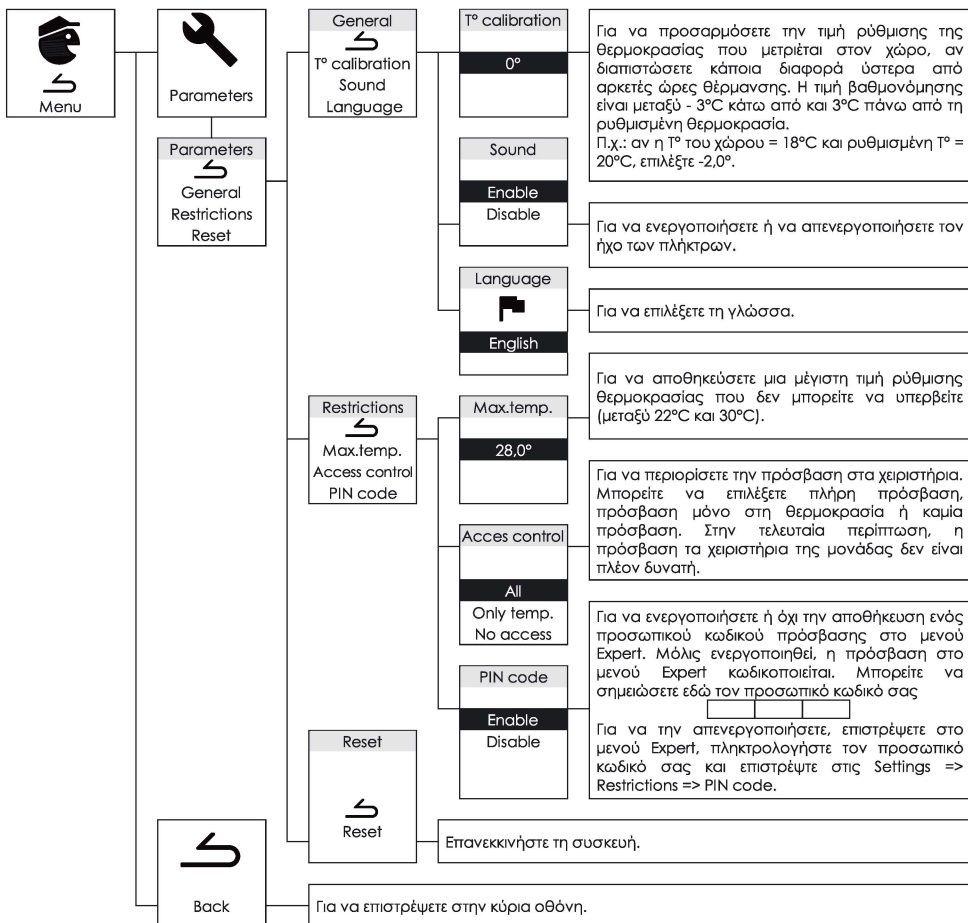 Menu
Parameters
Parameters
General
Restrictions
Reset
General
T° calibration
Sound
Language
T° calibration
0°
Για να προσαρμόσετε την τιμή ρύθμισης της
θερμοκρασίας που μετριέται στον χώρο, αν
διαπιστώσετε κάποια διαφορά ύστερα από
αρκετές ώρες θέρμανσης. Η τιμή βαθμονόμησης
είναι μεταξύ - 3°C κάτω από και 3°C πάνω από τη
ρυθμισμένη θερμοκρασία.
Π.χ.: αν η Τ° του χώρου = 18°C και ρυθμισμένη Τ° =
20°C, επιλέξτε -2,0°.
Sound
Enable
Disable
Για να ενεργοποιήσετε ή να απενεργοποιήσετε τον
ήχο των πλήκτρων.
Language
English
Για να επιλέξετε τη γλώσσα.
Restrictions
Max.temp.
Access control
PIN code
Max.temp.
28,0°
Για να αποθηκεύσετε μια μέγιστη τιμή ρύθμισης
θερμοκρασίας που δεν μπορείτε να υπερβείτε
(μεταξύ 22°C και 30°C).
Acces control
All
Only temp.
No access
Για να περιορίσετε την πρόσβαση στα χειριστήρια.
Μπορείτε να επιλέξετε πλήρη πρόσβαση,
πρόσβαση μόνο στη θερμοκρασία ή καμία
πρόσβαση. Στην τελευταία περίπτωση, η
πρόσβαση τα χειριστήρια της μονάδας δεν είναι
πλέον δυνατή.
PIN code
Enable
Disable
Για να ενεργοποιήσετε ή όχι την αποθήκευση ενός
προσωπικού κωδικού πρόσβασης στο μενού
Expert. Μόλις ενεργοποιηθεί, η πρόσβαση στο
μενού Expert κωδικοποιείται. Μπορείτε να
σημειώσετε εδώ τον προσωπικό κωδικό σας
Για να την απενεργοποιήσετε, επιστρέψετε στο
μενού Expert, πληκτρολογήστε τον προσωπικό
κωδικό σας και επιστρέψτε στις Settings =>
Restrictions => PIN code.
Reset
Reset
Επανεκκινήστε τη συσκευή.
Back
Για να επιστρέψετε στην κύρια οθόνη.